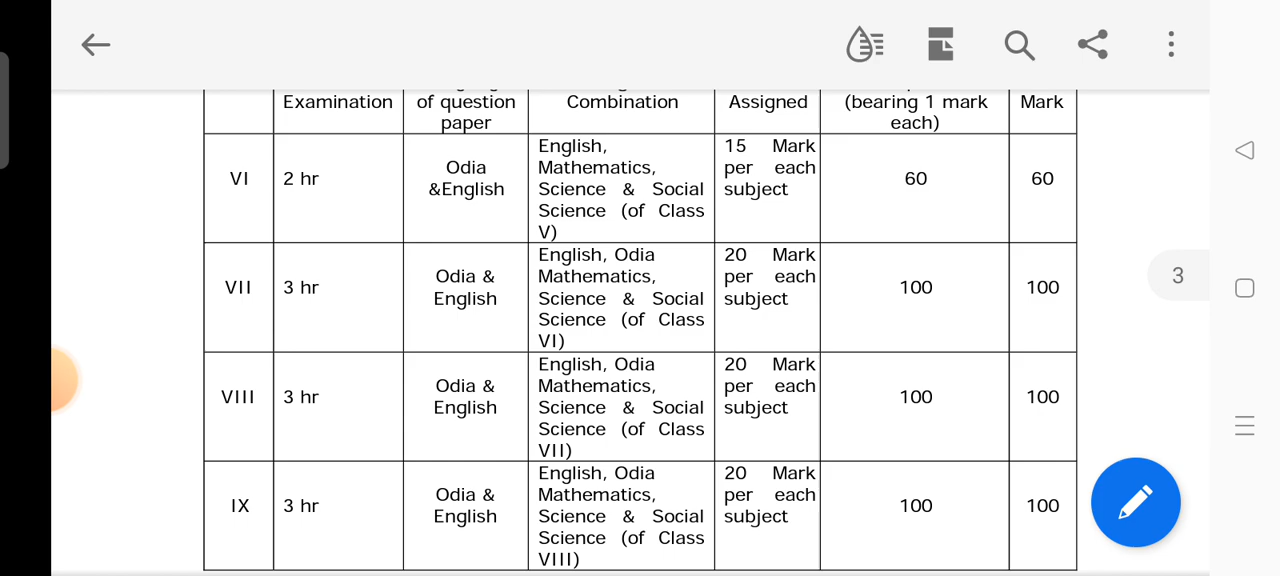 Examination
of question
paper
Combination
Assigned
(bearing 1 mark
each)
Mark
VI
2 hr
Odia
&English
English,
Mathematics,
Science & Social
Science (of Class
V)
15 Mark
per each
subject
60
60
VII
3 hr
Odia &
English
English, Odia
Mathematics,
Science & Social
Science (of Class
VI)
20 Mark
per each
subject
100
100
VIII
3 hr
Odia &
English
English, Odia
Mathematics,
Science & Social
Science (of Class
VII)
20 Mark
per each
subject
100
100
IX
3 hr
Odia &
English
English, Odia
Mathematics,
Science & Social
Science (of Class
VIII)
20 Mark
per each
subject
100
100
3